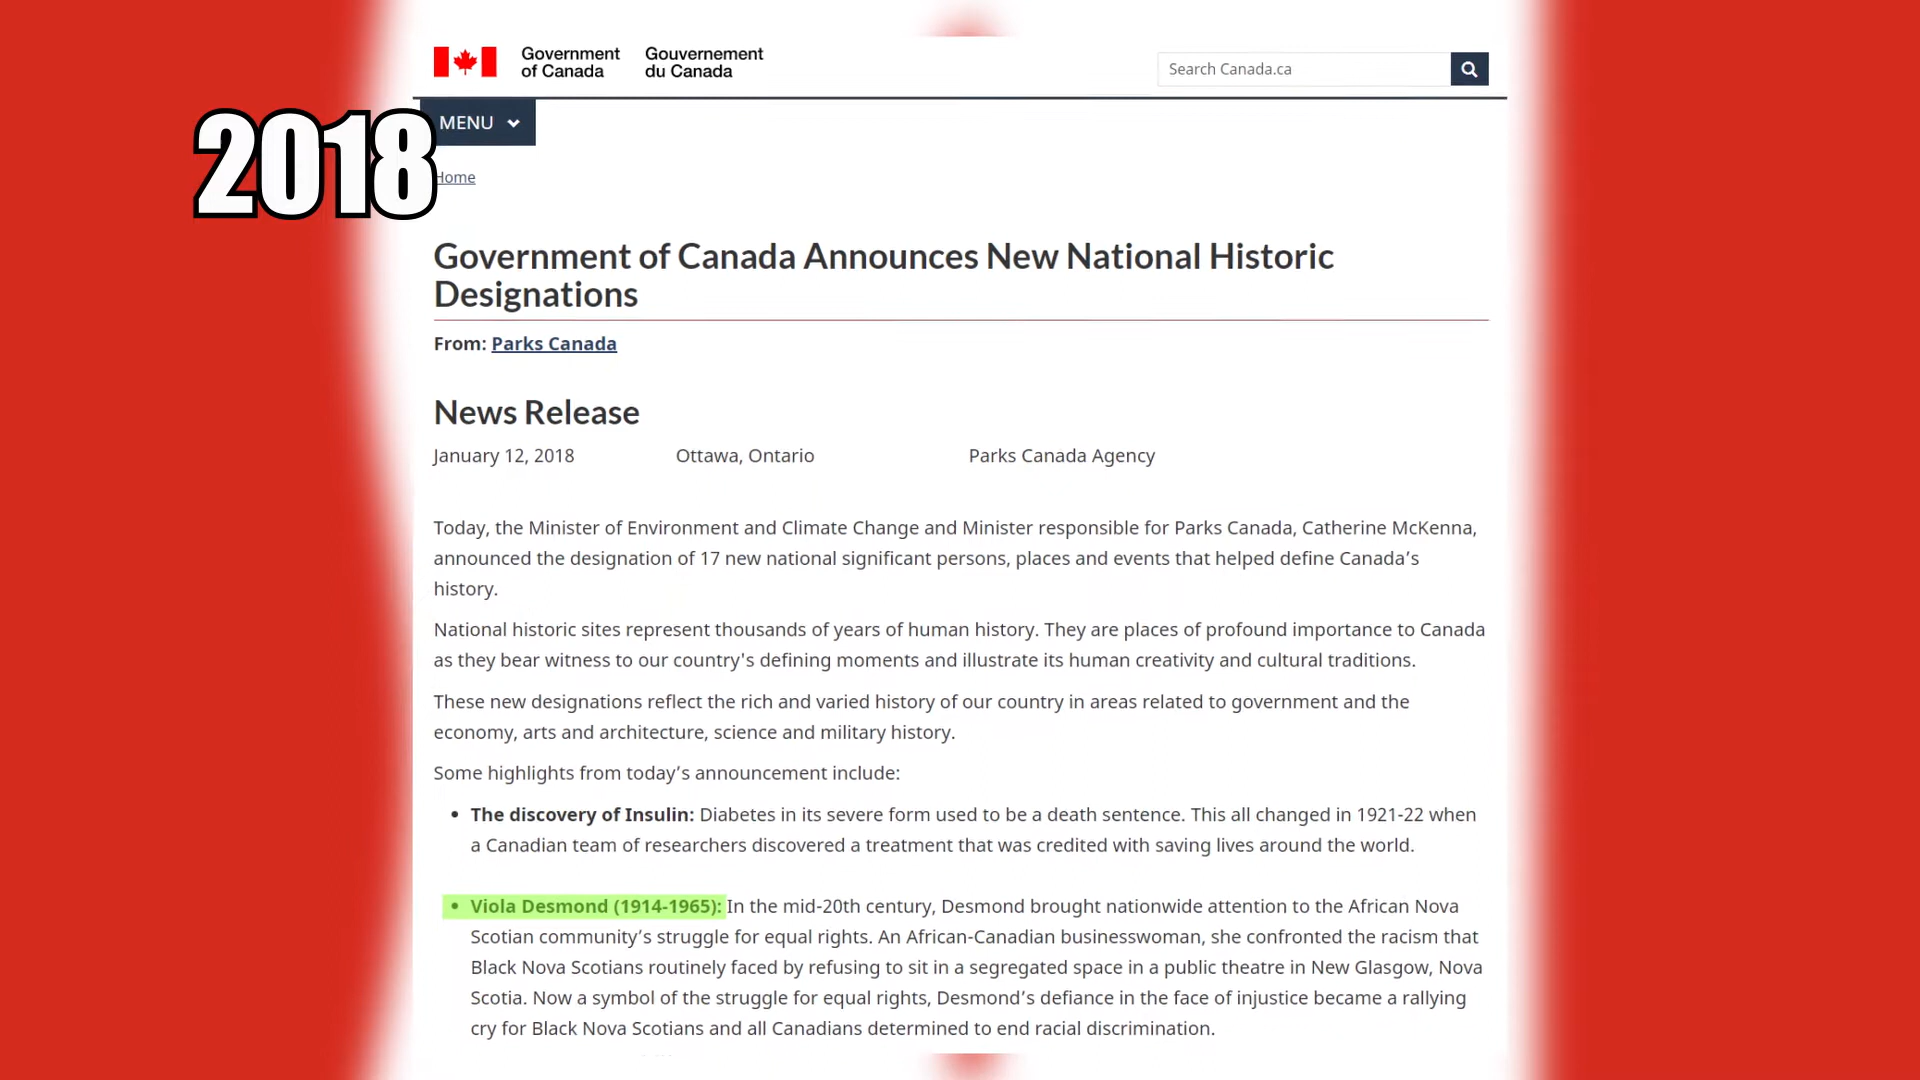 Government
of Canada
Gouvernement
du Canada
Search Canada.ca
2018
MENU
Home
Government of Canada Announces New National Historic
Designations
From: Parks Canada
News Release
January 12, 2018 Ottawa, Ontario Parks Canada Agency
Today, the Minister of Environment and Climate Change and Minister responsible for Parks Canada, Catherine McKenna,
announced the designation of 17 new national significant persons, places and events that helped define Canada’s
history.
National historic sites represent thousands of years of human history. They are places of profound importance to Canada
as they bear witness to our country's defining moments and illustrate its human creativity and cultural traditions.
These new designations reflect the rich and varied history of our country in areas related to government and the
economy, arts and architecture, science and military history.
Some highlights from today’s announcement include:
• The discovery of Insulin: Diabetes in its severe form used to be a death sentence. This all changed in 1921-22 when
a Canadian team of researchers discovered a treatment that was credited with saving lives around the world.
• Viola Desmond (1914-1965): In the mid-20th century, Desmond brought nationwide attention to the African Nova
Scotian community’s struggle for equal rights. An African-Canadian businesswoman, she confronted the racism that
Black Nova Scotians routinely faced by refusing to sit in a segregated space in a public theatre in New Glasgow, Nova
Scotia. Now a symbol of the struggle for equal rights, Desmond’s defiance in the face of injustice became a rallying
cry for Black Nova Scotians and all Canadians determined to end racial discrimination.